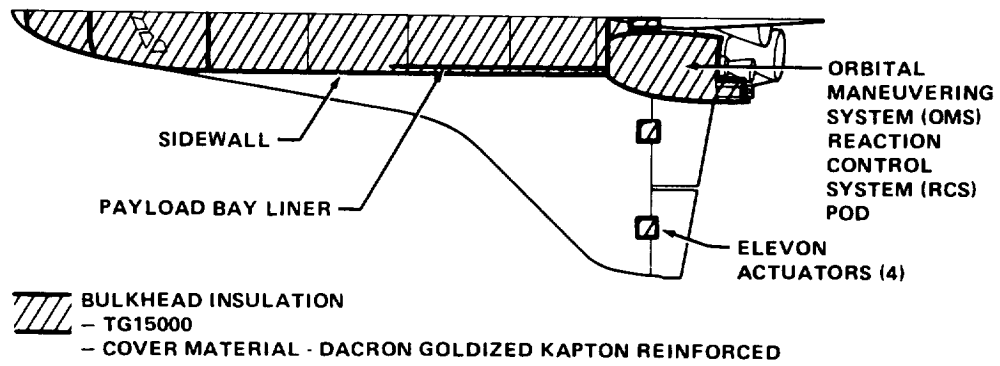 SIDEWALL
PAYLOAD BAY LINER
ORBITAL
MANEUVERING
SYSTEM (OMS)
REACTION
CONTROL
SYSTEM (RCS)
POD
ELEVON
ACTUATORS (4)
BULKHEAD INSULATION
– TG15000
– COVER MATERIAL - DACRON GOLDIZED KAPTON REINFORCED